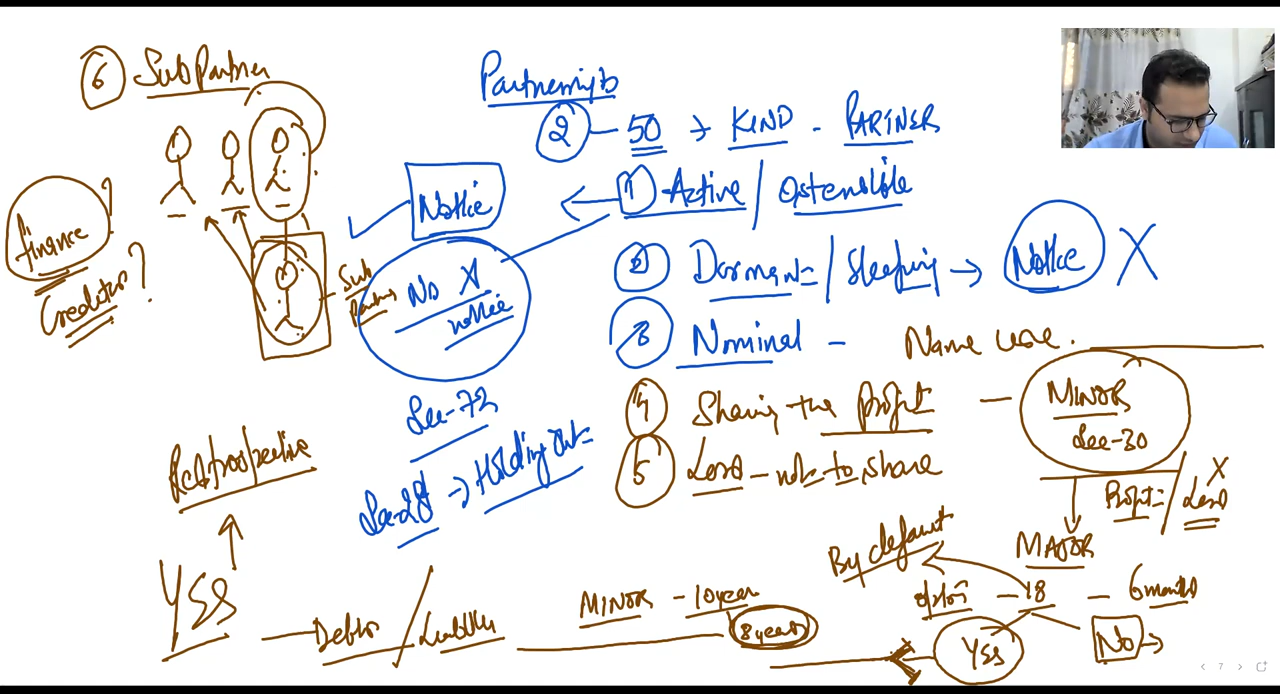 6 Sub Partner
Partnership
2 - 50 → KIND - PARTNER
1 Active / Ostensible
Notice
2 Dormant / Sleeping → Notice X
No X
notice
3 Nominal - Name use.
Finance ?
Creditor ?
Sub
Partner
Sec-72
Sec-28 → Holding out
4 Sharing the Profit - MINOR
Sec-30
5 Loss - not to share
Profit / Loss X
MAJOR
By default
option - 18 - 6 months
YES No →
Retrospective
YES - Debts / Liabilities
MINOR - 10 year
8 years
7